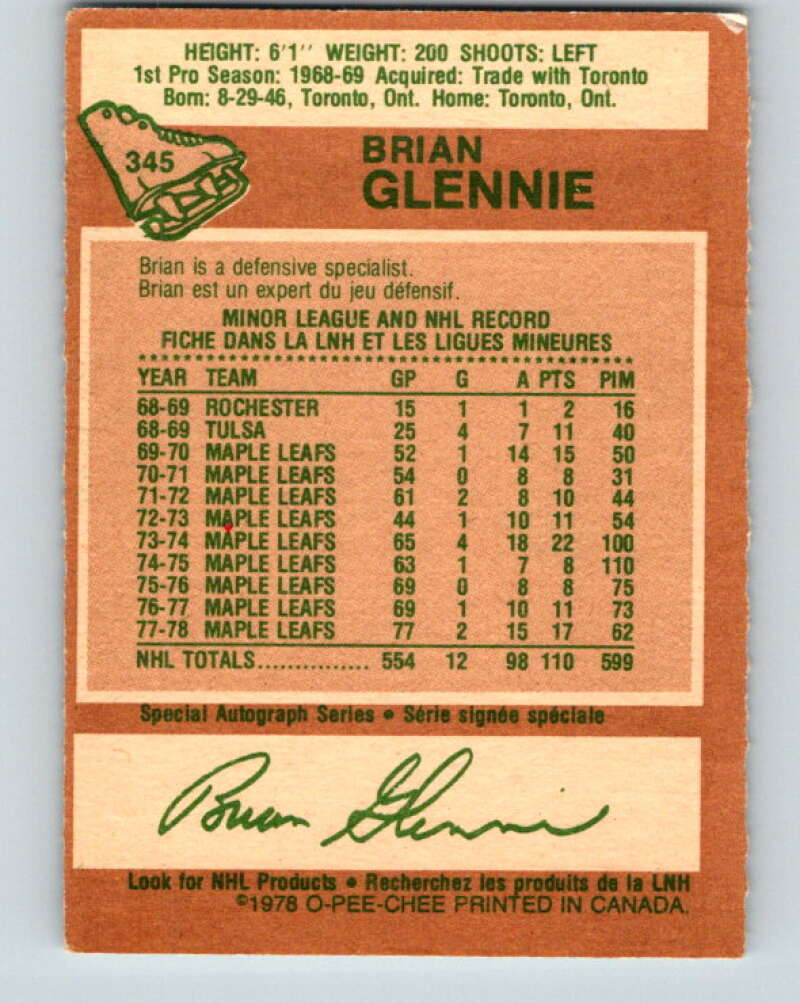 HEIGHT: 6'1'' WEIGHT: 200 SHOOTS: LEFT
1st Pro Season: 1968-69 Acquired: Trade with Toronto
Born: 8-29-46, Toronto, Ont. Home: Toronto, Ont.
345
BRIAN
GLENNIE
Brian is a defensive specialist.
Brian est un expert du jeu défensif.
MINOR LEAGUE AND NHL RECORD
FICHE DANS LA LNH ET LES LIGUES MINEURES
YEAR TEAM GP G A PTS PIM
68-69 ROCHESTER 15 1 1 2 16
68-69 TULSA 25 4 7 11 40
69-70 MAPLE LEAFS 52 1 14 15 50
70-71 MAPLE LEAFS 54 0 8 8 31
71-72 MAPLE LEAFS 61 2 8 10 44
72-73 MAPLE LEAFS 44 1 10 11 54
73-74 MAPLE LEAFS 65 4 18 22 100
74-75 MAPLE LEAFS 63 1 7 8 110
75-76 MAPLE LEAFS 69 0 8 8 75
76-77 MAPLE LEAFS 69 1 10 11 73
77-78 MAPLE LEAFS 77 2 15 17 62
NHL TOTALS............... 554 12 98 110 599
Special Autograph Series • Série signée spéciale
Brian Glennie
Look for NHL Products • Recherchez les produits de la LNH
©1978 O-PEE-CHEE PRINTED IN CANADA.